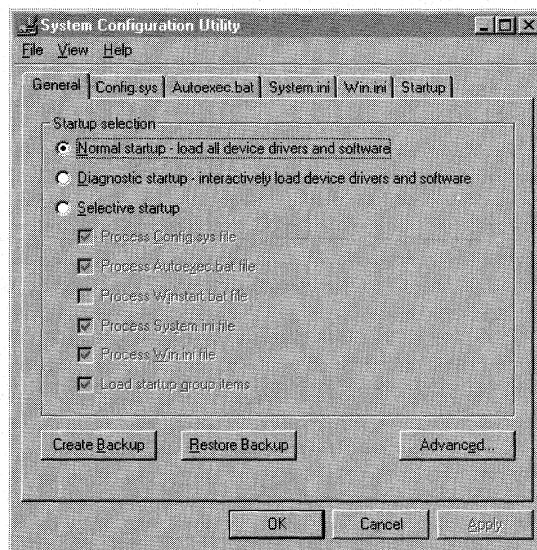 System Configuration Utility
File View Help
General Config.sys Autoexec.bat System.ini Win.ini Startup
Startup selection
Normal startup - load all device drivers and software
Diagnostic startup - interactively load device drivers and software
Selective startup
Process Config.sys file
Process Autoexec.bat file
Process Winstart.bat file
Process System.ini file
Process Win.ini file
Load startup group items
Create Backup Restore Backup Advanced...
OK Cancel Apply